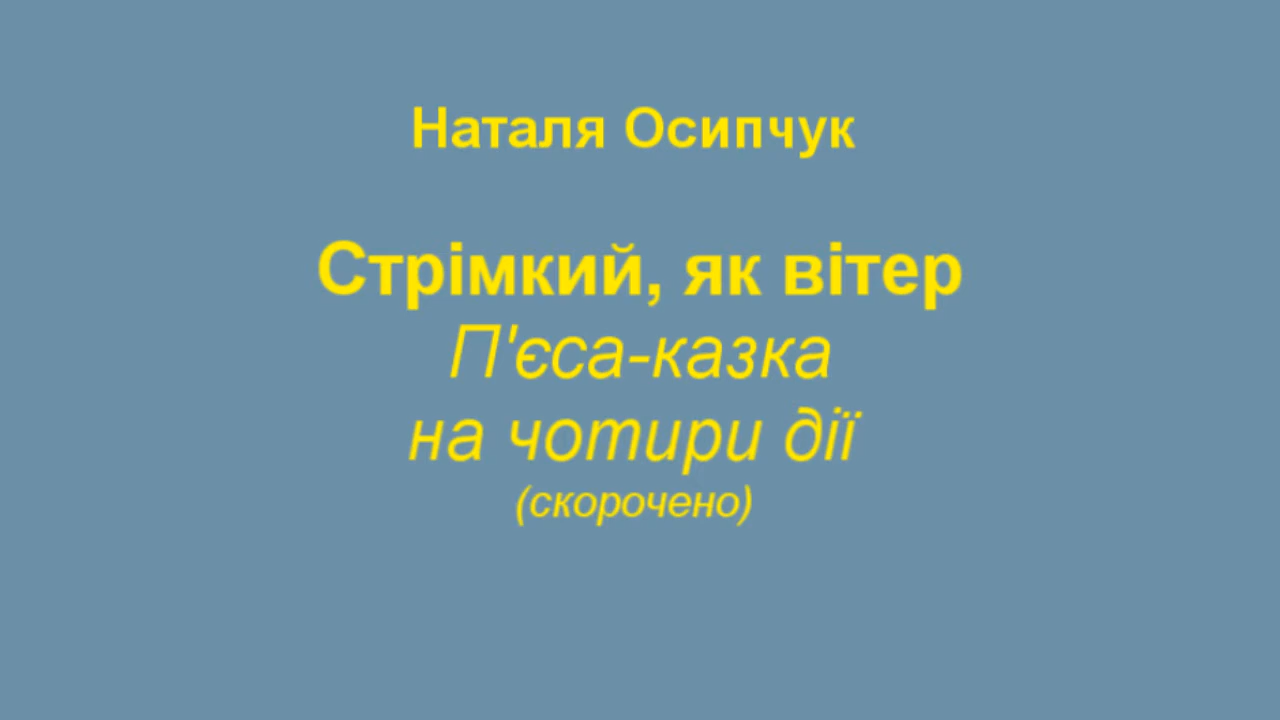 Наталя Осипчук
Стрімкий, як вітер
П'єса-казка
на чотири дії
(скорочено)